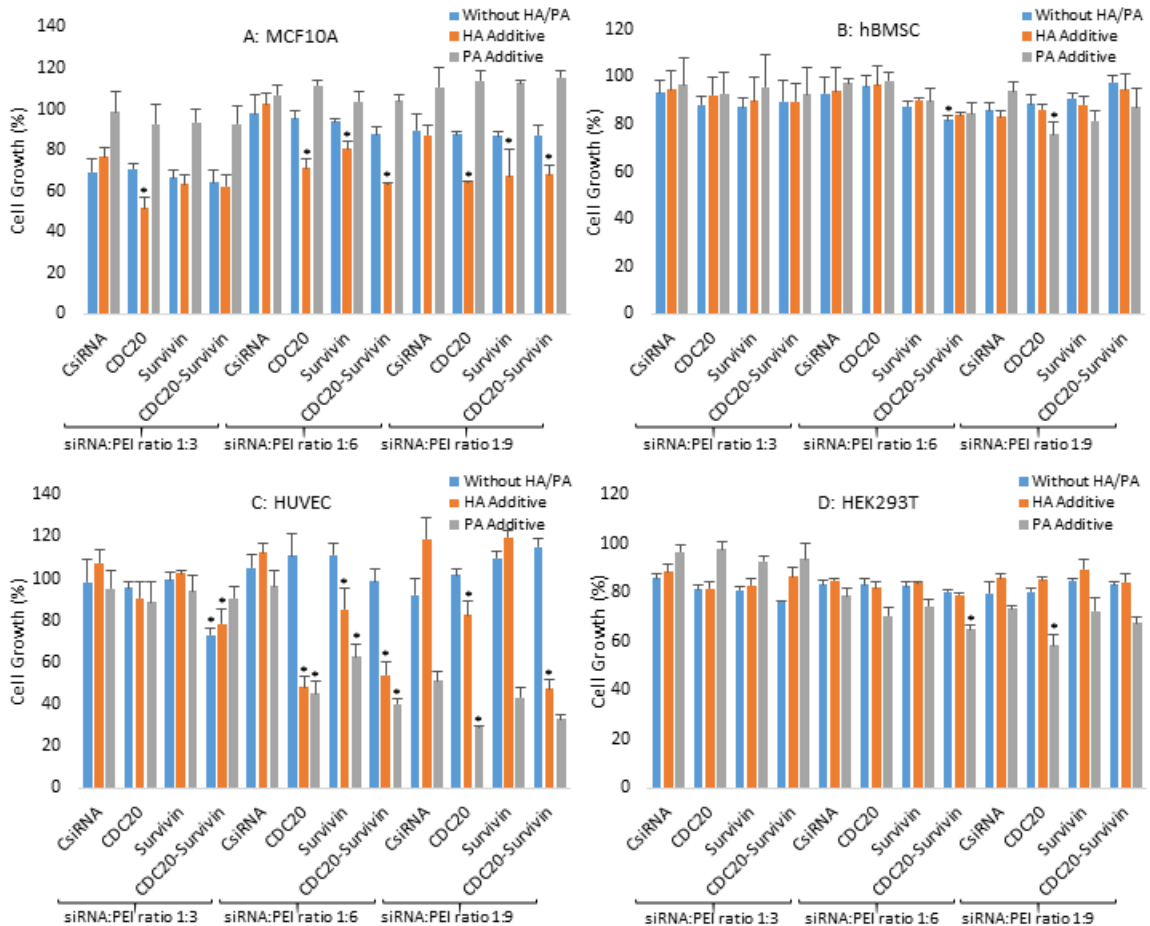 A: MCF10A
Without HA/PA
HA Additive
PA Additive
Cell Growth (%)
140
120
100
80
60
40
20
0
* * * * * * *
CsiRNA CDC20 Survivin CDC20-Survivin CsiRNA CDC20 Survivin CDC20-Survivin CsiRNA CDC20 Survivin CDC20-Survivin
siRNA:PEI ratio 1:3 siRNA:PEI ratio 1:6 siRNA:PEI ratio 1:9
B: hBMSC
Without HA/PA
HA Additive
PA Additive
Cell Growth (%)
120
100
80
60
40
20
0
* *
CsiRNA CDC20 Survivin CDC20-Survivin CsiRNA CDC20 Survivin CDC20-Survivin CsiRNA CDC20 Survivin CDC20-Survivin
siRNA:PEI ratio 1:3 siRNA:PEI ratio 1:6 siRNA:PEI ratio 1:9
C: HUVEC
Without HA/PA
HA Additive
PA Additive
Cell Growth (%)
140
120
100
80
60
40
20
0
* * * * * * * * * * *
CsiRNA CDC20 Survivin CDC20-Survivin CsiRNA CDC20 Survivin CDC20-Survivin CsiRNA CDC20 Survivin CDC20-Survivin
siRNA:PEI ratio 1:3 siRNA:PEI ratio 1:6 siRNA:PEI ratio 1:9
D: HEK293T
Without HA/PA
HA Additive
PA Additive
Cell Growth (%)
120
100
80
60
40
20
0
* *
CsiRNA CDC20 Survivin CDC20-Survivin CsiRNA CDC20 Survivin CDC20-Survivin CsiRNA CDC20 Survivin CDC20-Survivin
siRNA:PEI ratio 1:3 siRNA:PEI ratio 1:6 siRNA:PEI ratio 1:9